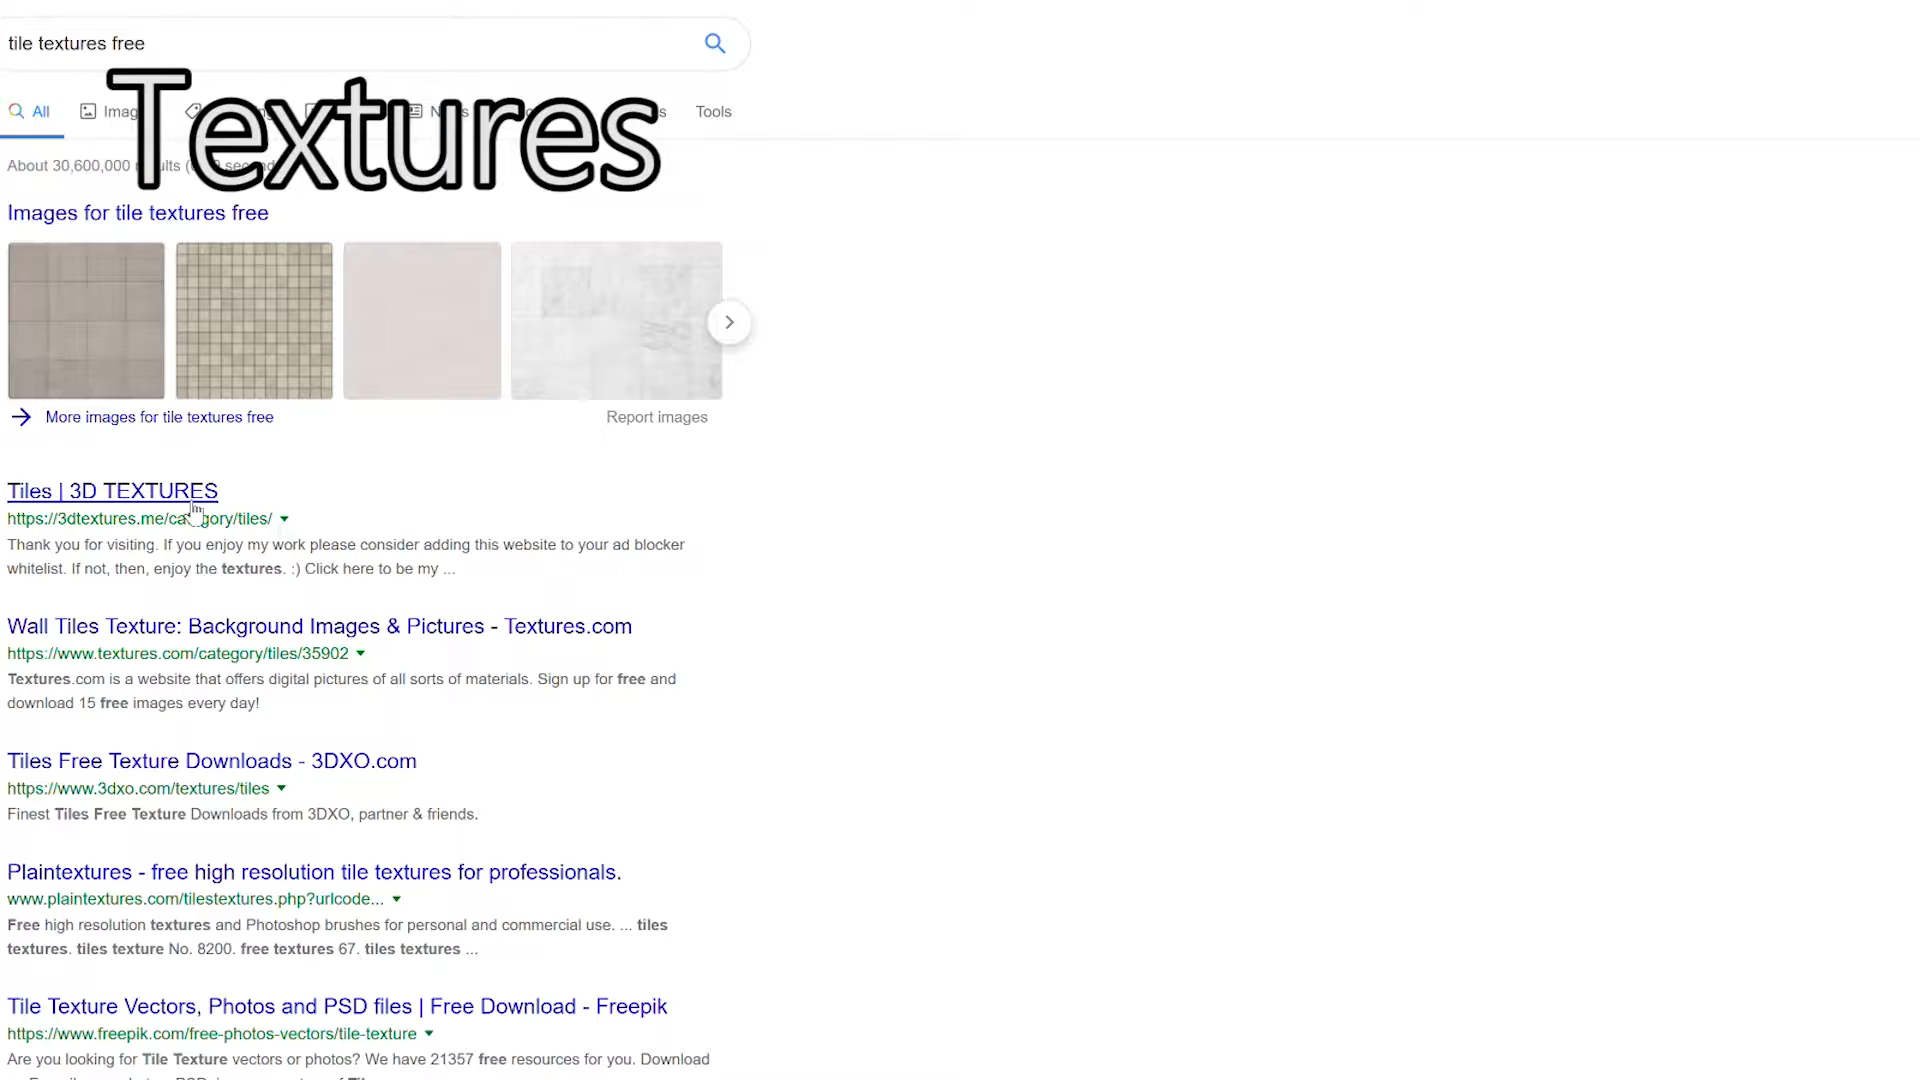 tile textures free
Textures
All
Tools
About 30,600,000
Images for tile textures free
More images for tile textures free
Report images
Tiles | 3D TEXTURES
https://3dtextures.me/category/tiles/
Thank you for visiting. If you enjoy my work please consider adding this website to your ad blocker
whitelist. If not, then, enjoy the textures. :) Click here to be my ...
Wall Tiles Texture: Background Images & Pictures - Textures.com
https://www.textures.com/category/tiles/35902
Textures.com is a website that offers digital pictures of all sorts of materials. Sign up for free and
download 15 free images every day!
Tiles Free Texture Downloads - 3DXO.com
https://www.3dxo.com/textures/tiles
Finest Tiles Free Texture Downloads from 3DXO, partner & friends.
Plaintextures - free high resolution tile textures for professionals.
www.plaintextures.com/tilestextures.php?urlcode...
Free high resolution textures and Photoshop brushes for personal and commercial use. ... tiles
textures. tiles texture No. 8200. free textures 67. tiles textures ...
Tile Texture Vectors, Photos and PSD files | Free Download - Freepik
https://www.freepik.com/free-photos-vectors/tile-texture
Are you looking for Tile Texture vectors or photos? We have 21357 free resources for you. Download